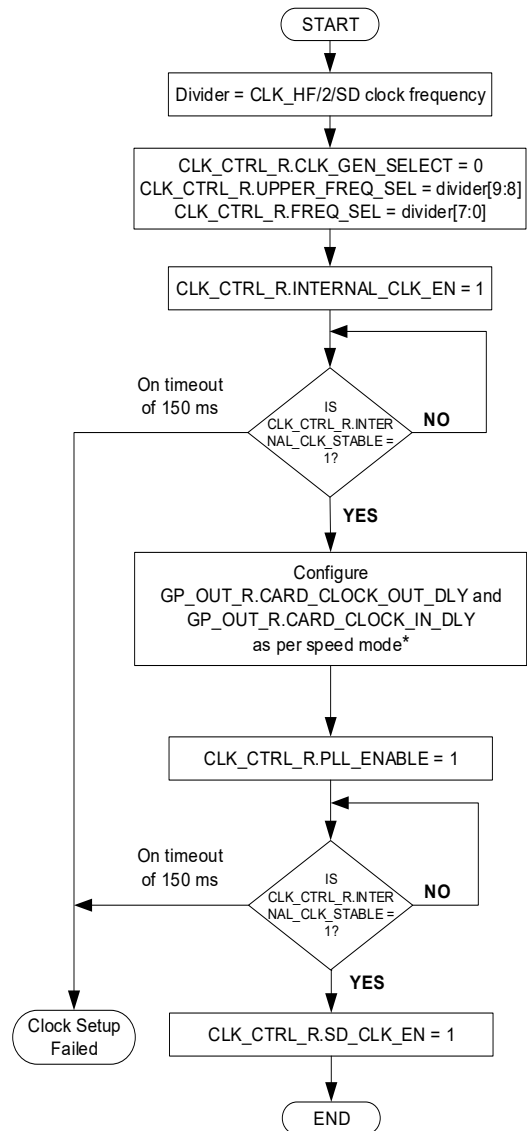 START
Divider = CLK_HF/2/SD clock frequency
CLK_CTRL_R.CLK_GEN_SELECT = 0
CLK_CTRL_R.UPPER_FREQ_SEL = divider[9:8]
CLK_CTRL_R.FREQ_SEL = divider[7:0]
CLK_CTRL_R.INTERNAL_CLK_EN = 1
On timeout
of 150 ms
IS
CLK_CTRL_R.INTER
NAL_CLK_STABLE =
1?
NO
YES
Configure
GP_OUT_R.CARD_CLOCK_OUT_DLY and
GP_OUT_R.CARD_CLOCK_IN_DLY
as per speed mode*
CLK_CTRL_R.PLL_ENABLE = 1
On timeout
of 150 ms
IS
CLK_CTRL_R.INTER
NAL_CLK_STABLE =
1?
NO
YES
Clock Setup
Failed
CLK_CTRL_R.SD_CLK_EN = 1
END